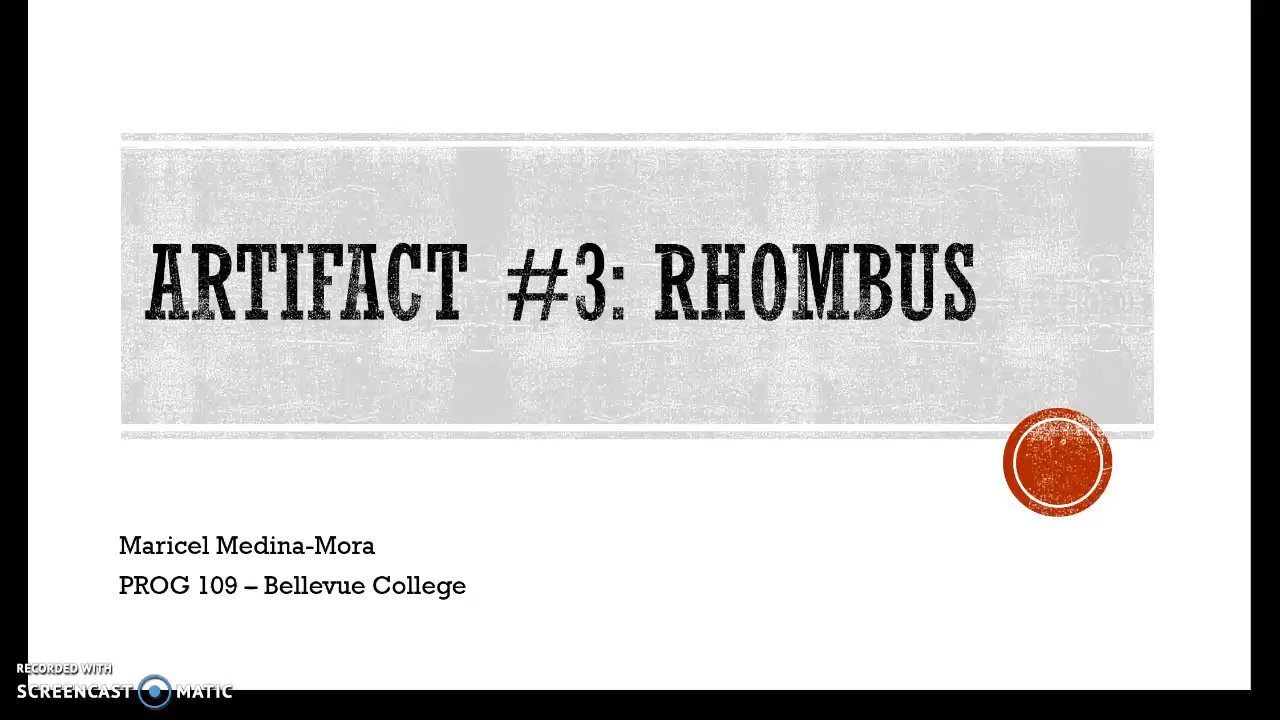 ARTIFACT #3: RHOMBUS
Maricel Medina-Mora
PROG 109 – Bellevue College
RECORDED WITH
SCREENCAST MATIC